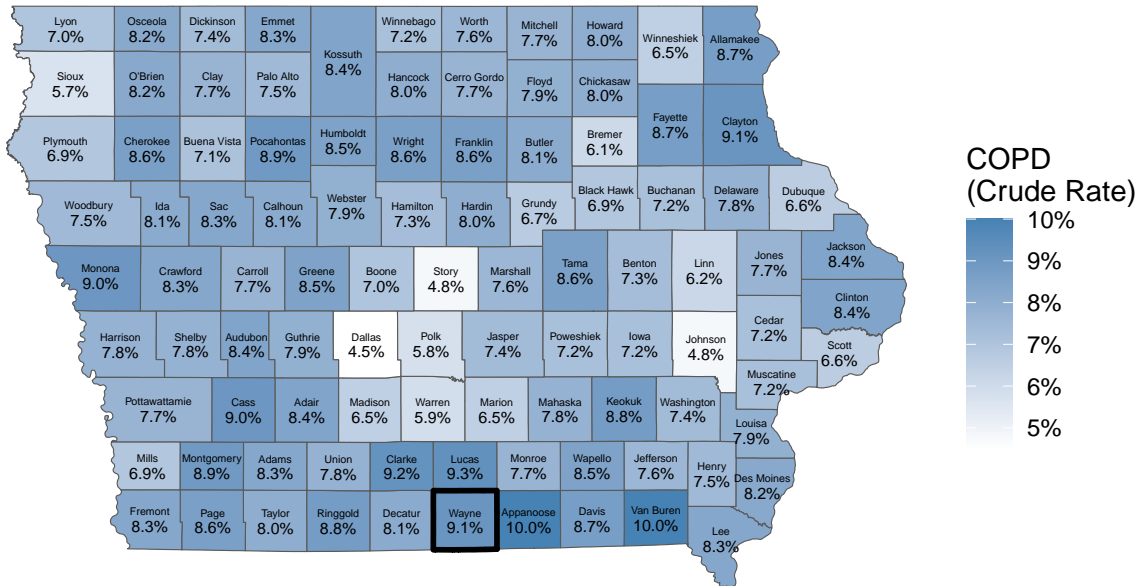 Lyon
7.0%
Osceola
8.2%
Dickinson
7.4%
Emmet
8.3%
Kossuth
8.4%
Winnebago
7.2%
Worth
7.6%
Mitchell
7.7%
Howard
8.0%
Winneshiek
6.5%
Allamakee
8.7%
Sioux
5.7%
O'Brien
8.2%
Clay
7.7%
Palo Alto
7.5%
Hancock
8.0%
Cerro Gordo
7.7%
Floyd
7.9%
Chickasaw
8.0%
Fayette
8.7%
Clayton
9.1%
Plymouth
6.9%
Cherokee
8.6%
Buena Vista
7.1%
Pocahontas
8.9%
Humboldt
8.5%
Wright
8.6%
Franklin
8.6%
Butler
8.1%
Bremer
6.1%
Woodbury
7.5%
Ida
8.1%
Sac
8.3%
Calhoun
8.1%
Webster
7.9%
Hamilton
7.3%
Hardin
8.0%
Grundy
6.7%
Black Hawk
6.9%
Buchanan
7.2%
Delaware
7.8%
Dubuque
6.6%
Monona
9.0%
Crawford
8.3%
Carroll
7.7%
Greene
8.5%
Boone
7.0%
Story
4.8%
Marshall
7.6%
Tama
8.6%
Benton
7.3%
Linn
6.2%
Jones
7.7%
Jackson
8.4%
Clinton
8.4%
Harrison
7.8%
Shelby
7.8%
Audubon
8.4%
Guthrie
7.9%
Dallas
4.5%
Polk
5.8%
Jasper
7.4%
Poweshiek
7.2%
Iowa
7.2%
Johnson
4.8%
Cedar
7.2%
Scott
6.6%
Muscatine
7.2%
Pottawattamie
7.7%
Cass
9.0%
Adair
8.4%
Madison
6.5%
Warren
5.9%
Marion
6.5%
Mahaska
7.8%
Keokuk
8.8%
Washington
7.4%
Louisa
7.9%
Mills
6.9%
Montgomery
8.9%
Adams
8.3%
Union
7.8%
Clarke
9.2%
Lucas
9.3%
Monroe
7.7%
Wapello
8.5%
Jefferson
7.6%
Henry
7.5%
Des Moines
8.2%
Fremont
8.3%
Page
8.6%
Taylor
8.0%
Ringgold
8.8%
Decatur
8.1%
Wayne
9.1%
Appanoose
10.0%
Davis
8.7%
Van Buren
10.0%
Lee
8.3%
COPD
(Crude Rate)
10%
9%
8%
7%
6%
5%